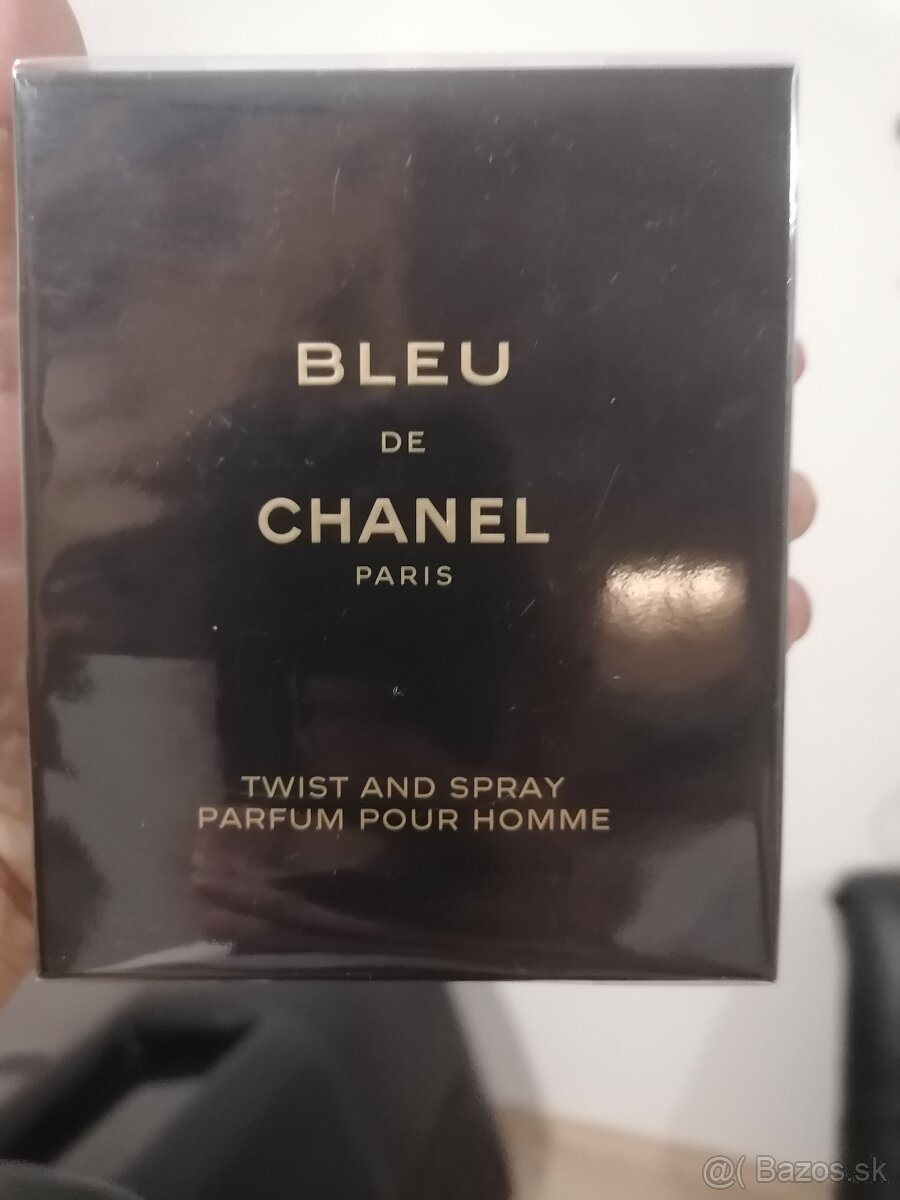 BLEU
DE
CHANEL
PARIS
TWIST AND SPRAY
PARFUM POUR HOMME
@( Bazos.sk